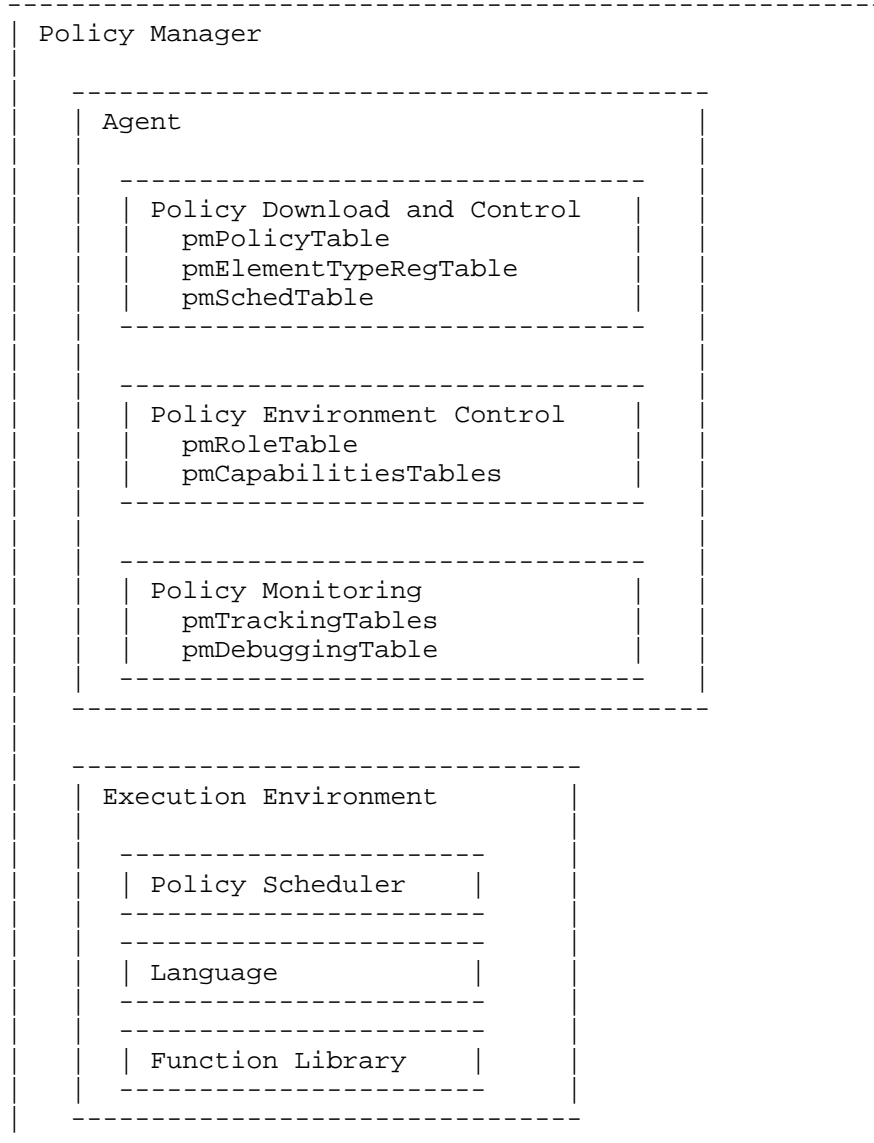 Policy Manager
Agent
Policy Download and Control
pmPolicyTable
pmElementTypeRegTable
pmSchedTable
Policy Environment Control
pmRoleTable
pmCapabilitiesTables
Policy Monitoring
pmTrackingTables
pmDebuggingTable
Execution Environment
Policy Scheduler
Language
Function Library